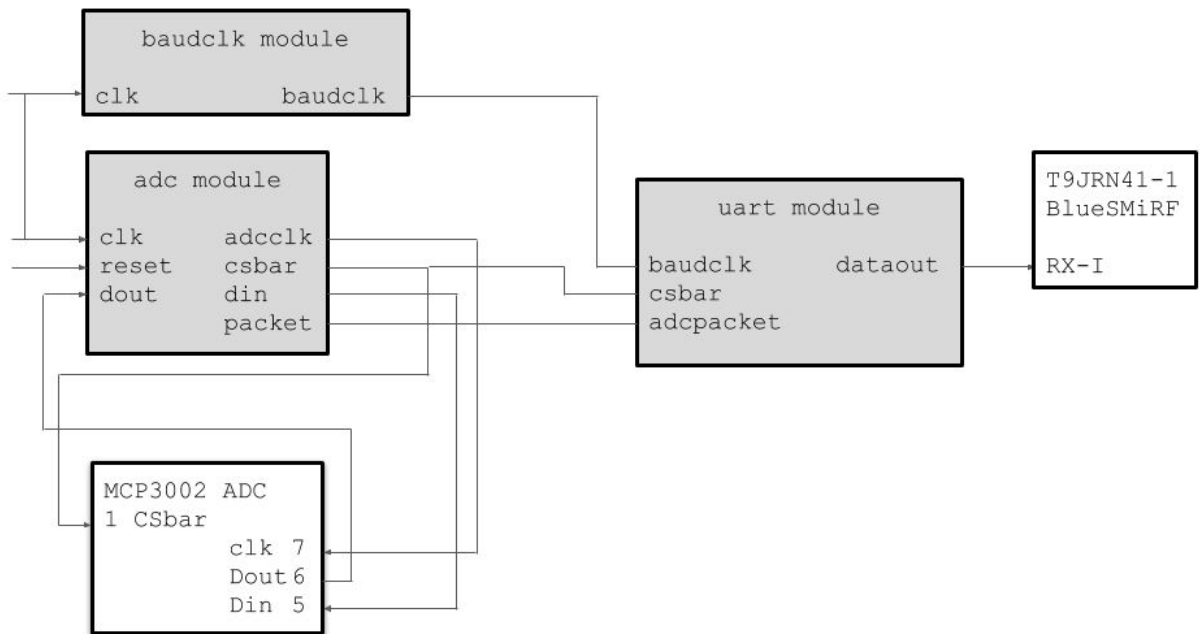 baudclk module
clk baudclk
adc module
clk adcclk
reset csbar
dout din
packet
uart module
baudclk dataout
csbar
adcpacket
T9JRN41-1
BlueSMiRF
RX-I
MCP3002 ADC
1 CSbar
clk 7
Dout 6
Din 5